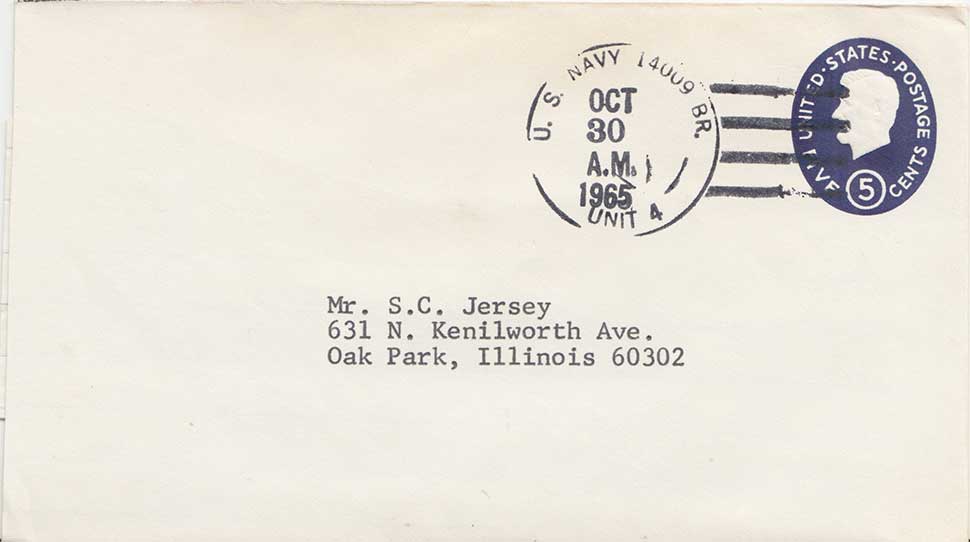 U. S. NAVY 14009 BR.
OCT
30
A.M.
1965
UNIT 4
UNITED · STATES · POSTAGE
FIVE 5 CENTS
Mr. S.C. Jersey
631 N. Kenilworth Ave.
Oak Park, Illinois 60302